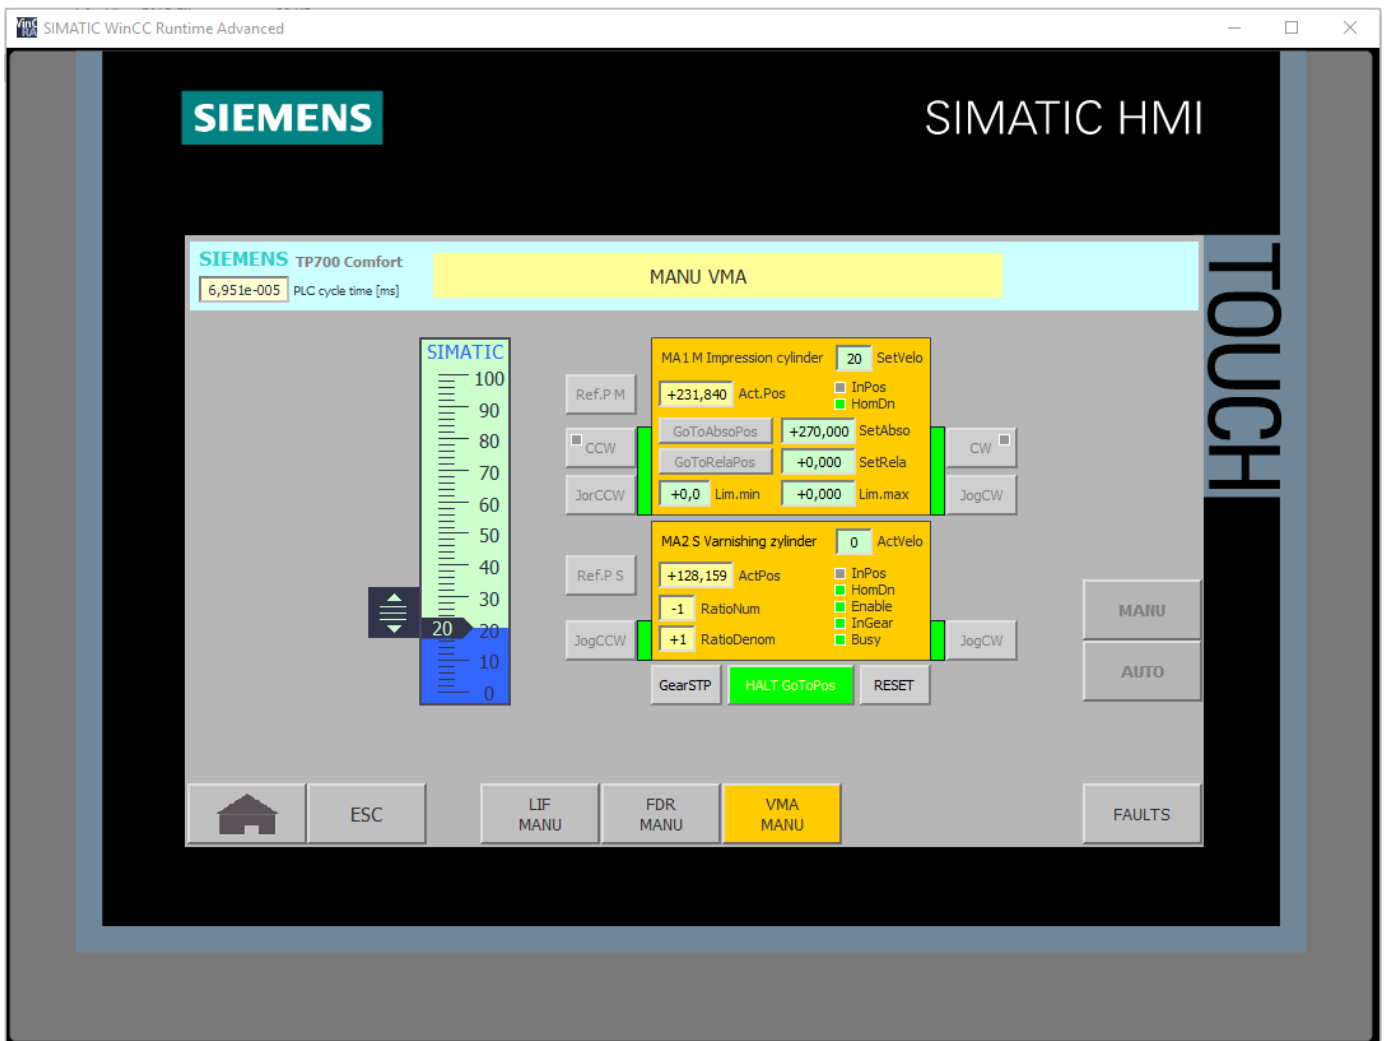 SIMATIC WinCC Runtime Advanced
SIEMENS
SIMATIC HMI
TOUCH
SIEMENS TP700 Comfort
6,951e-005 PLC cycle time [ms]
MANU VMA
SIMATIC
100
90
80
70
60
50
40
30
20
20
10
0
MA1 M Impression cylinder 20 SetVelo
Ref.P M
+231,840 Act.Pos
InPos
HomDn
CCW
GoToAbsoPos +270,000 SetAbso
CW
GoToRelaPos +0,000 SetRela
JorCCW
+0,0 Lim.min +0,000 Lim.max
JogCW
MA2 S Varnishing zylinder 0 ActVelo
Ref.P S
+128,159 ActPos
InPos
HomDn
-1 RatioNum
Enable
InGear
JogCCW
+1 RatioDenom
Busy
JogCW
GearSTP HALT GoToPos RESET
MANU
AUTO
ESC
LIF
MANU
FDR
MANU
VMA
MANU
FAULTS